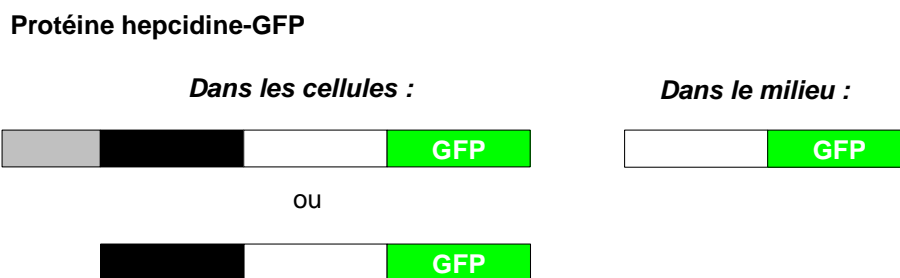 Protéine hepcidine-GFP
Dans les cellules : Dans le milieu :
GFP GFP
ou
GFP